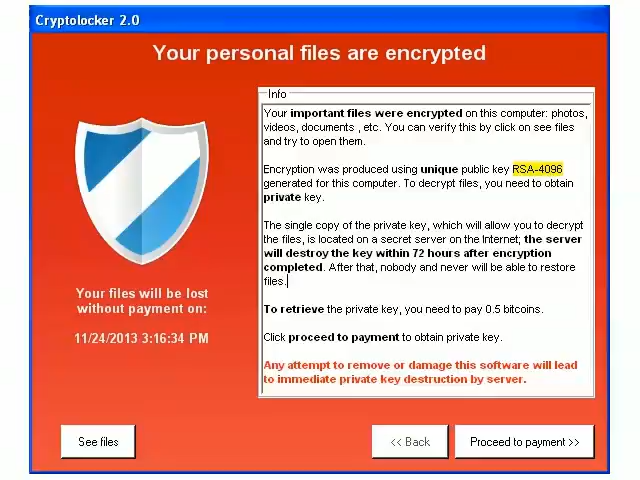 Cryptolocker 2.0
Your personal files are encrypted
Info
Your important files were encrypted on this computer: photos,
videos, documents , etc. You can verify this by click on see files
and try to open them.
Encryption was produced using unique public key RSA-4096
generated for this computer. To decrypt files, you need to obtain
private key.
The single copy of the private key, which will allow you to decrypt
the files, is located on a secret server on the Internet; the server
will destroy the key within 72 hours after encryption
completed. After that, nobody and never will be able to restore
files.
To retrieve the private key, you need to pay 0.5 bitcoins.
Click proceed to payment to obtain private key.
Any attempt to remove or damage this software will lead
to immediate private key destruction by server.
Your files will be lost
without payment on:
11/24/2013 3:16:34 PM
See files
<< Back
Proceed to payment >>